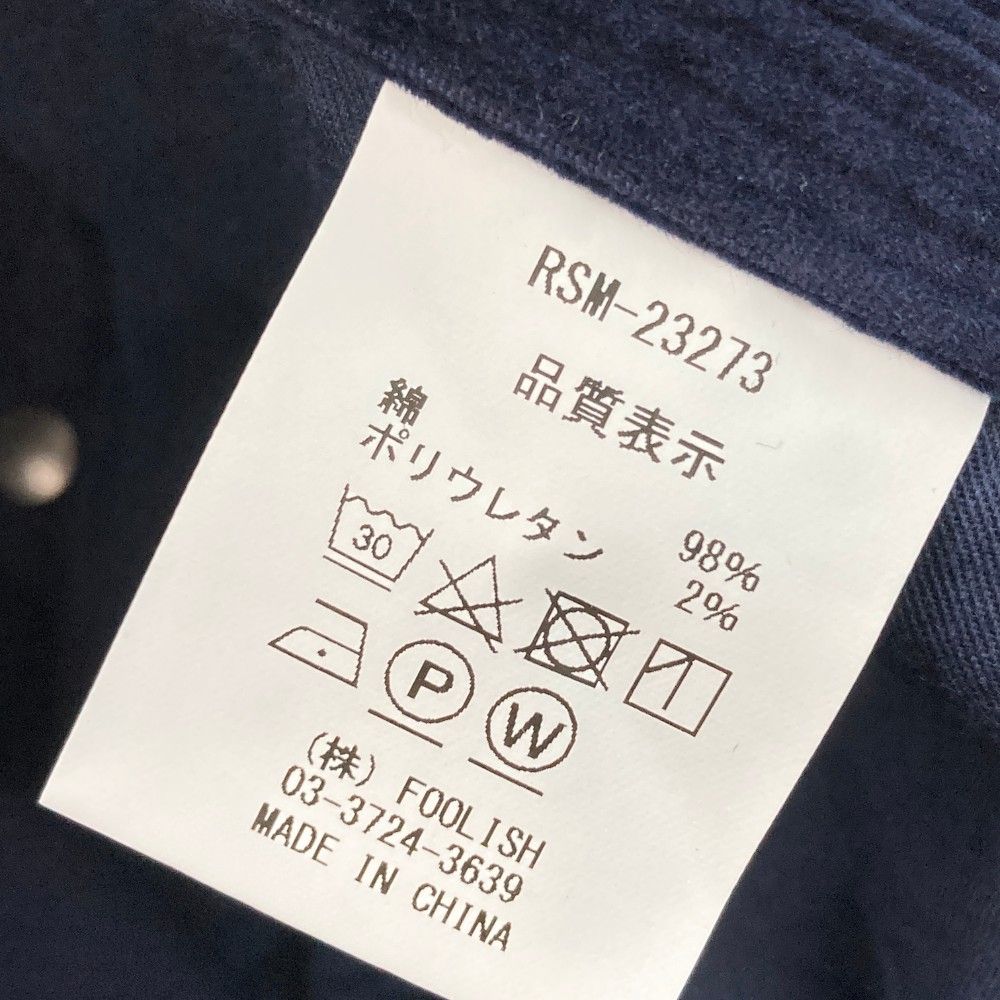 RSM-23273
品質表示
綿 98%
ポリウレタン 2%
30
P W
(株) FOOLISH
03-3724-3639
MADE IN CHINA